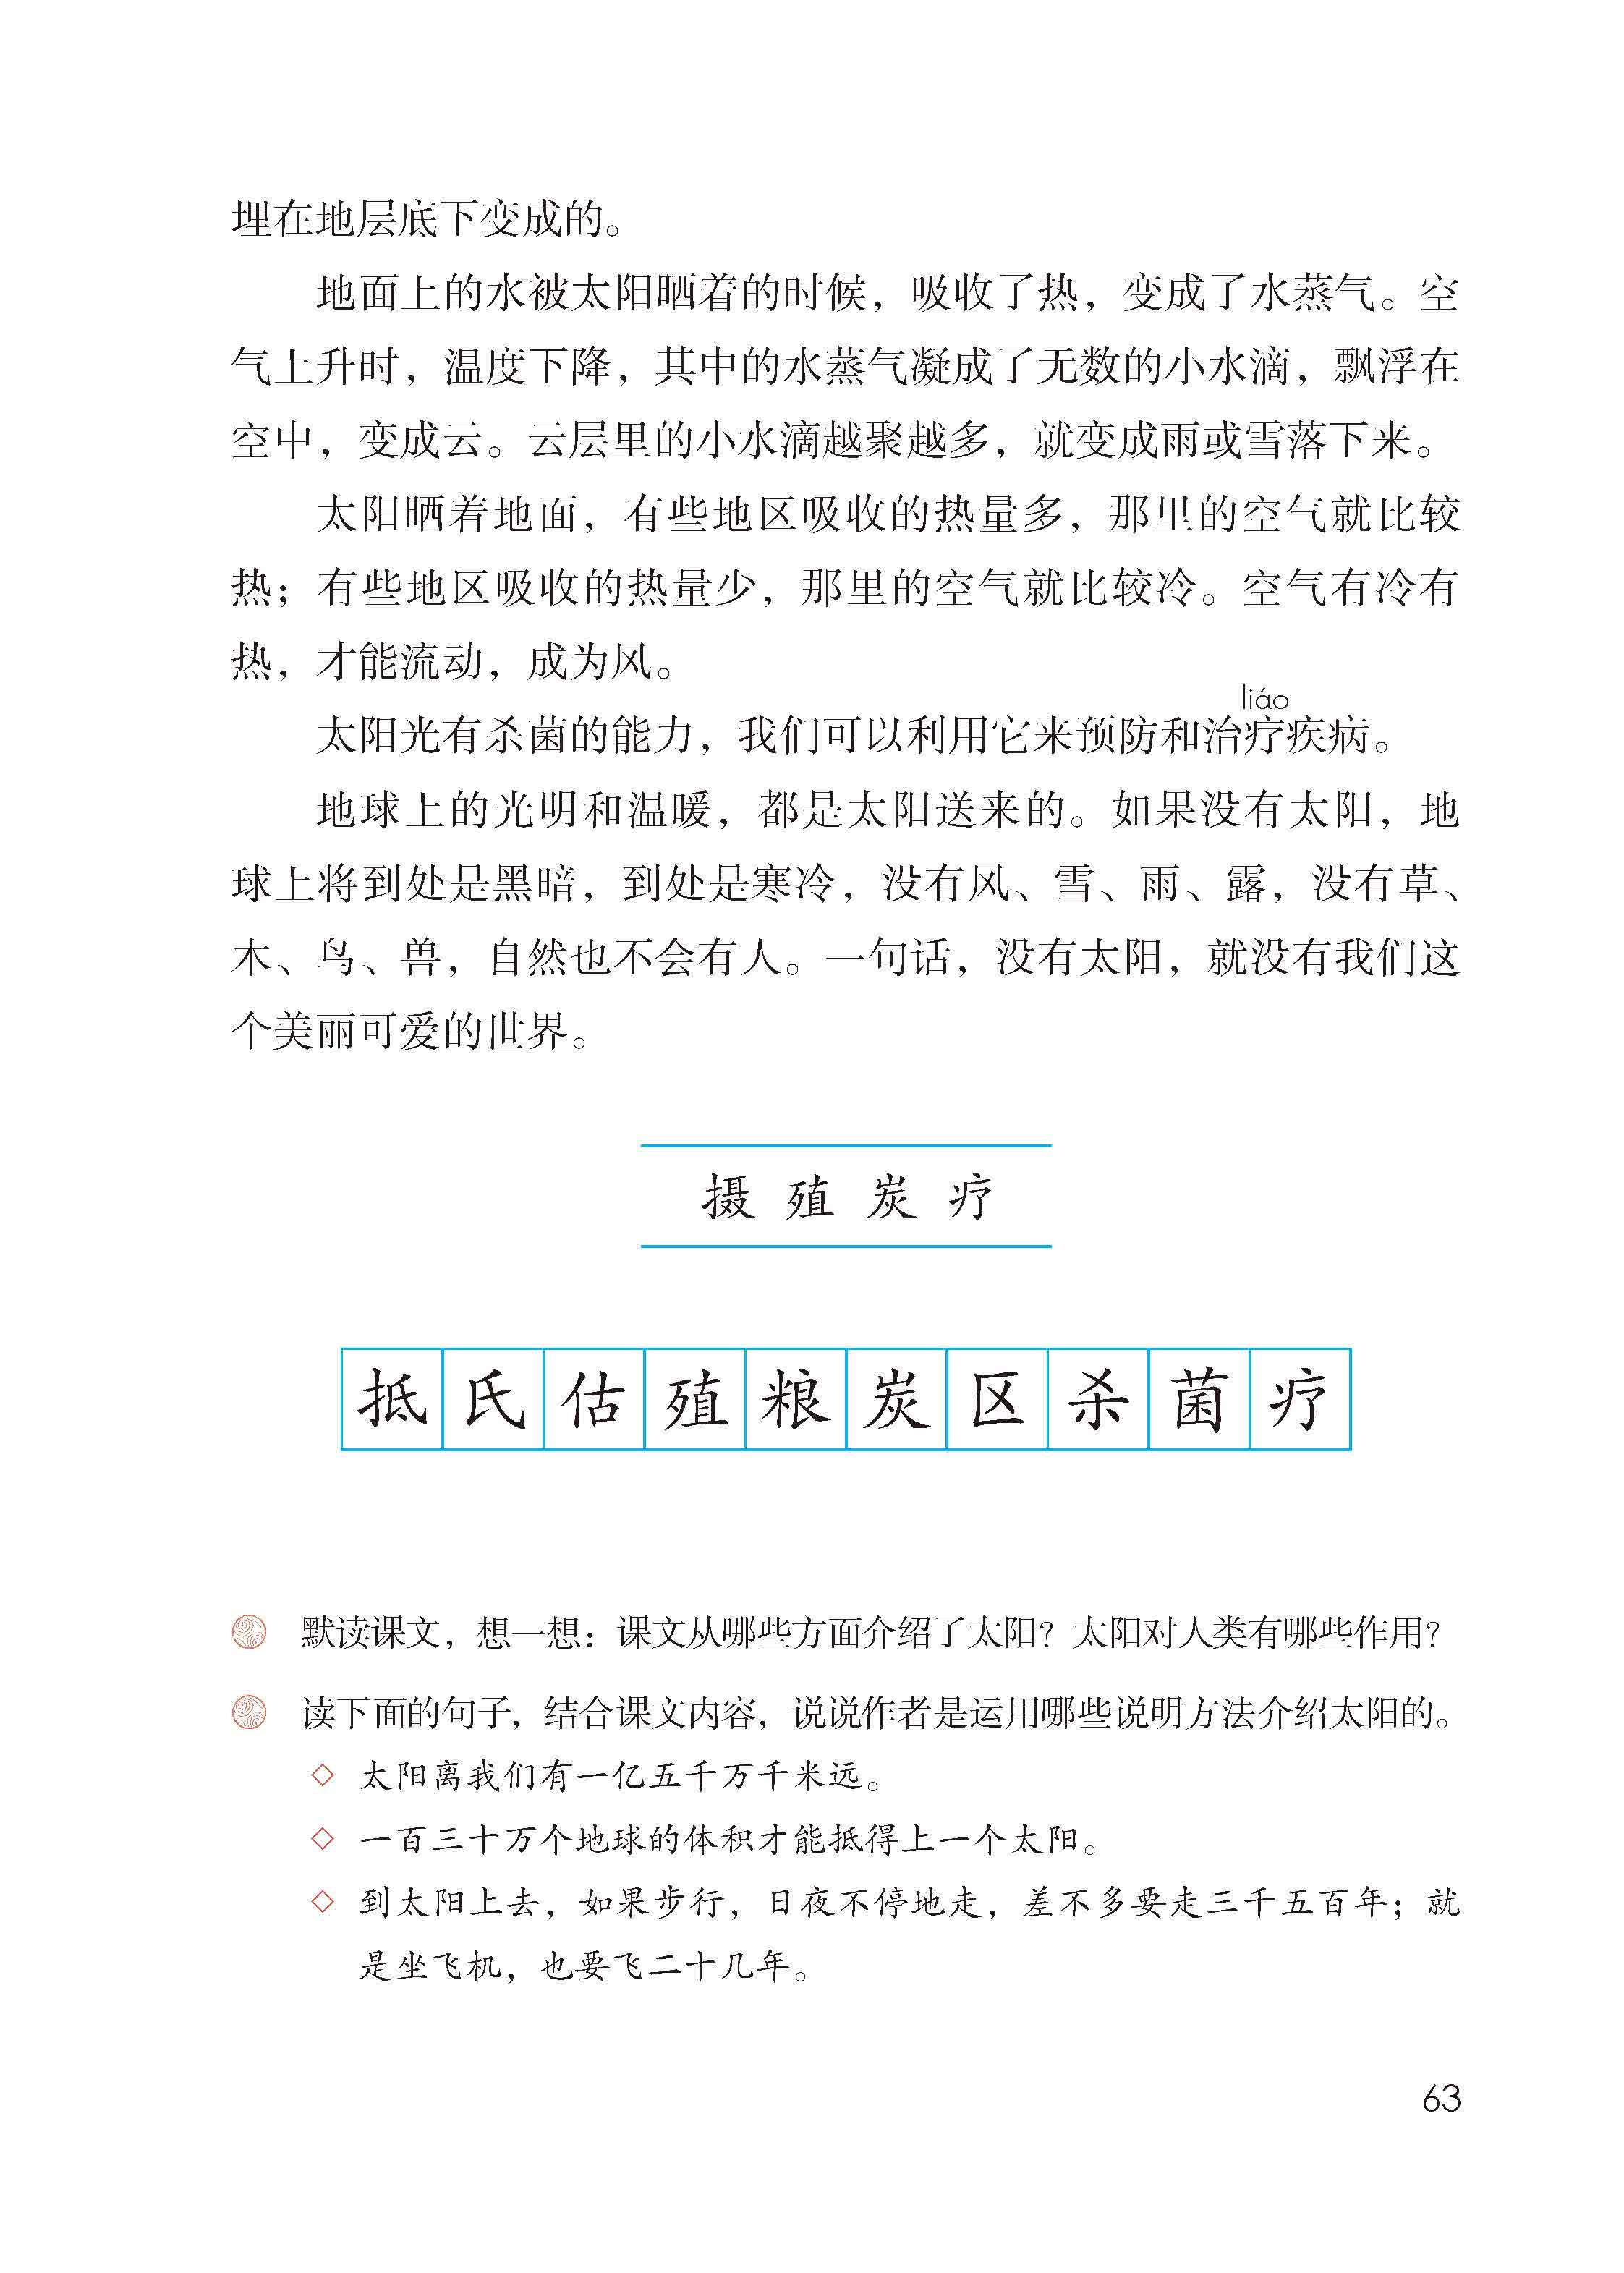 埋在地层底下变成的。
地面上的水被太阳晒着的时候，吸收了热，变成了水蒸气。空
气上升时，温度下降，其中的水蒸气凝成了无数的小水滴，飘浮在
空中，变成云。云层里的小水滴越聚越多，就变成雨或雪落下来。
太阳晒着地面，有些地区吸收的热量多，那里的空气就比较
热；有些地区吸收的热量少，那里的空气就比较冷。空气有冷有
热，才能流动，成为风。
liáo
太阳光有杀菌的能力，我们可以利用它来预防和治疗疾病。
地球上的光明和温暖，都是太阳送来的。如果没有太阳，地
球上将到处是黑暗，到处是寒冷，没有风、雪、雨、露，没有草、
木、鸟、兽，自然也不会有人。一句话，没有太阳，就没有我们这
个美丽可爱的世界。
摄 殖 炭 疗
抵 氏 估 殖 粮 炭 区 杀 菌 疗
默读课文，想一想：课文从哪些方面介绍了太阳？太阳对人类有哪些作用？
读下面的句子，结合课文内容，说说作者是运用哪些说明方法介绍太阳的。
◇ 太阳离我们有一亿五千万千米远。
◇ 一百三十万个地球的体积才能抵得上一个太阳。
◇ 到太阳上去，如果步行，日夜不停地走，差不多要走三千五百年；就
是坐飞机，也要飞二十几年。
63